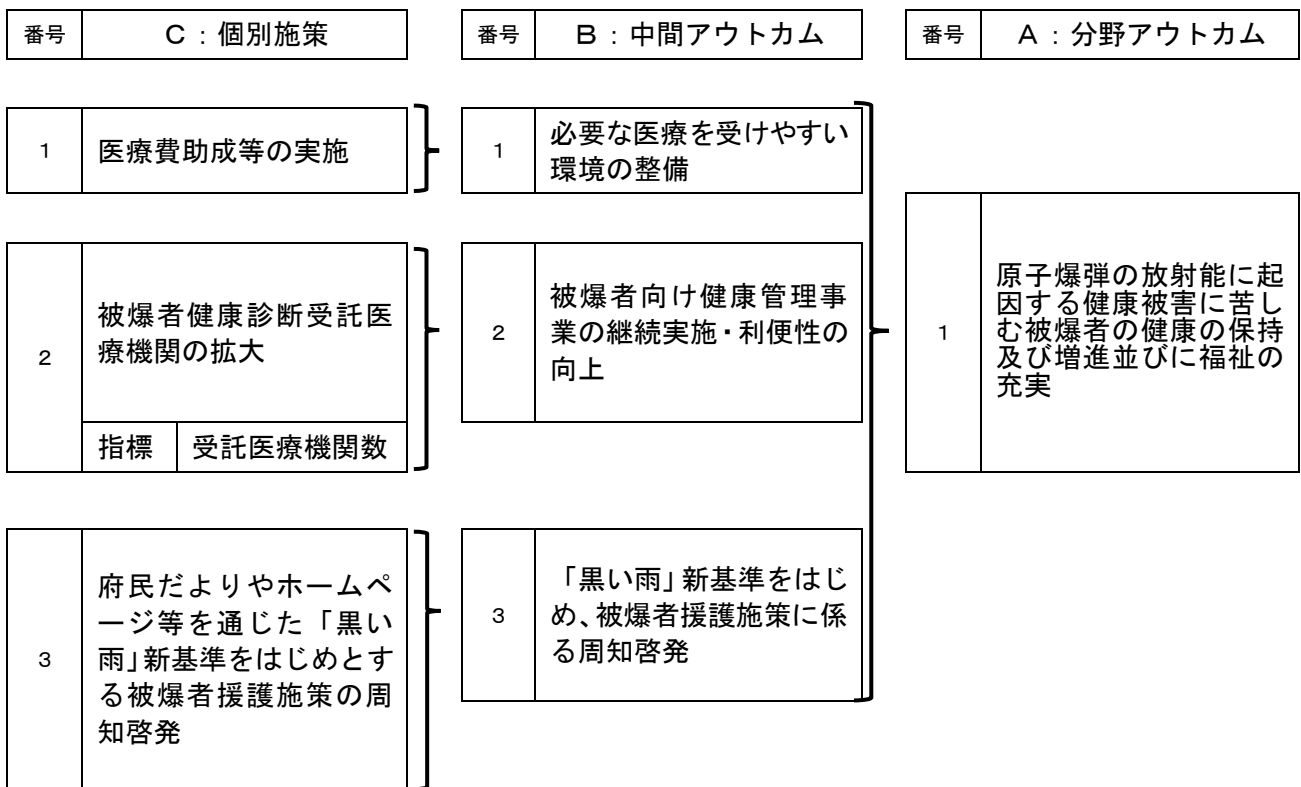 番号 C：個別施策 番号 B：中間アウトカム 番号 A：分野アウトカム
1 医療費助成等の実施
1 必要な医療を受けやすい
環境の整備
2 被爆者健康診断受託医
療機関の拡大
指標 受託医療機関数
2 被爆者向け健康管理事
業の継続実施・利便性の
向上
1 原子爆弾の放射能に起
因する健康被害に苦し
む被爆者の健康の保持
及び増進並びに福祉の
充実
3 府民だよりやホームペ
ージ等を通じた「黒い
雨」新基準をはじめとす
る被爆者援護施策の周
知啓発
3 「黒い雨」新基準をはじ
め、被爆者援護施策に係
る周知啓発